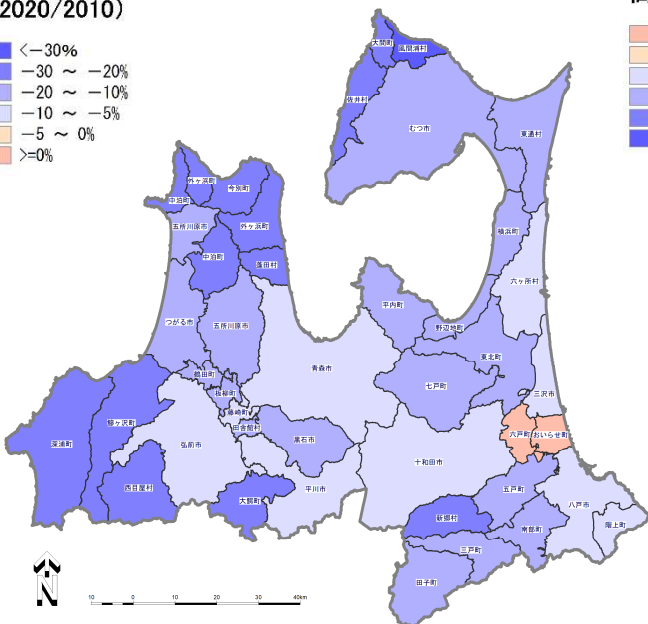 2020/2010)
<-30%
-30 ~ -20%
-20 ~ -10%
-10 ~ -5%
-5 ~ 0%
>=0%
大間町
風間浦村
佐井村
むつ市
東通村
外ヶ浜町
今別町
中泊町
五所川原市
外ヶ浜町
横浜町
中泊町
蓬田村
六ヶ所村
平内町
つがる市
五所川原市
野辺地町
東北町
青森市
鶴田町
七戸町
板柳町
三沢市
藤崎町
鰺ヶ沢町
田舎館村
六戸町
おいらせ町
深浦町
弘前市
黒石市
十和田市
西目屋村
平川市
五戸町
大鰐町
八戸市
新郷村
階上町
南部町
三戸町
田子町
N
10 0 10 20 30 40km